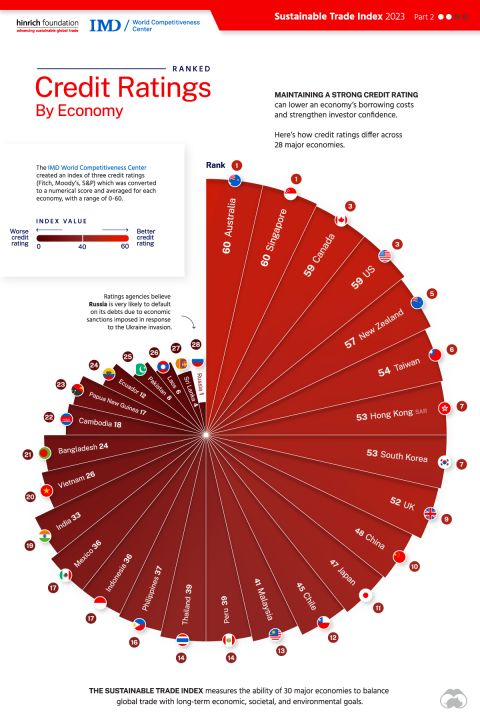 hinrich foundation
advancing sustainable global trade
IMD / World Competitiveness
Center
Sustainable Trade Index 2023 Part 2
RANKED
Credit Ratings
By Economy
MAINTAINING A STRONG CREDIT RATING
can lower an economy's borrowing costs
and strengthen investor confidence.
Here's how credit ratings differ across
28 major economies.
The IMD World Competitiveness Center
created an index of three credit ratings
(Fitch, Moody's, S&P) which was converted
to a numerical score and averaged for each
economy, with a range of 0-60.
INDEX VALUE
Worse
credit
rating
Better
credit
rating
0 40 60
Ratings agencies believe
Russia is very likely to default
on its debts due to economic
sanctions imposed in response
to the Ukraine invasion.
Rank 1
60 Australia
1
60 Singapore
3
59 Canada
3
59 US
5
57 New Zealand
6
54 Taiwan
7
53 Hong Kong SAR
7
53 South Korea
9
52 UK
10
48 China
11
47 Japan
12
45 Chile
13
41 Malaysia
14
Peru 39
14
Thailand 39
16
Philippines 37
17
Indonesia 36
17
Mexico 36
19
India 33
20
Vietnam 26
21
Bangladesh 24
22
Cambodia 18
23
Papua New Guinea 17
24
Ecuador 12
25
Pakistan 6
26
Laos 6
27
Sri Lanka 4
28
Russia 1
THE SUSTAINABLE TRADE INDEX measures the ability of 30 major economies to balance
global trade with long-term economic, societal, and environmental goals.